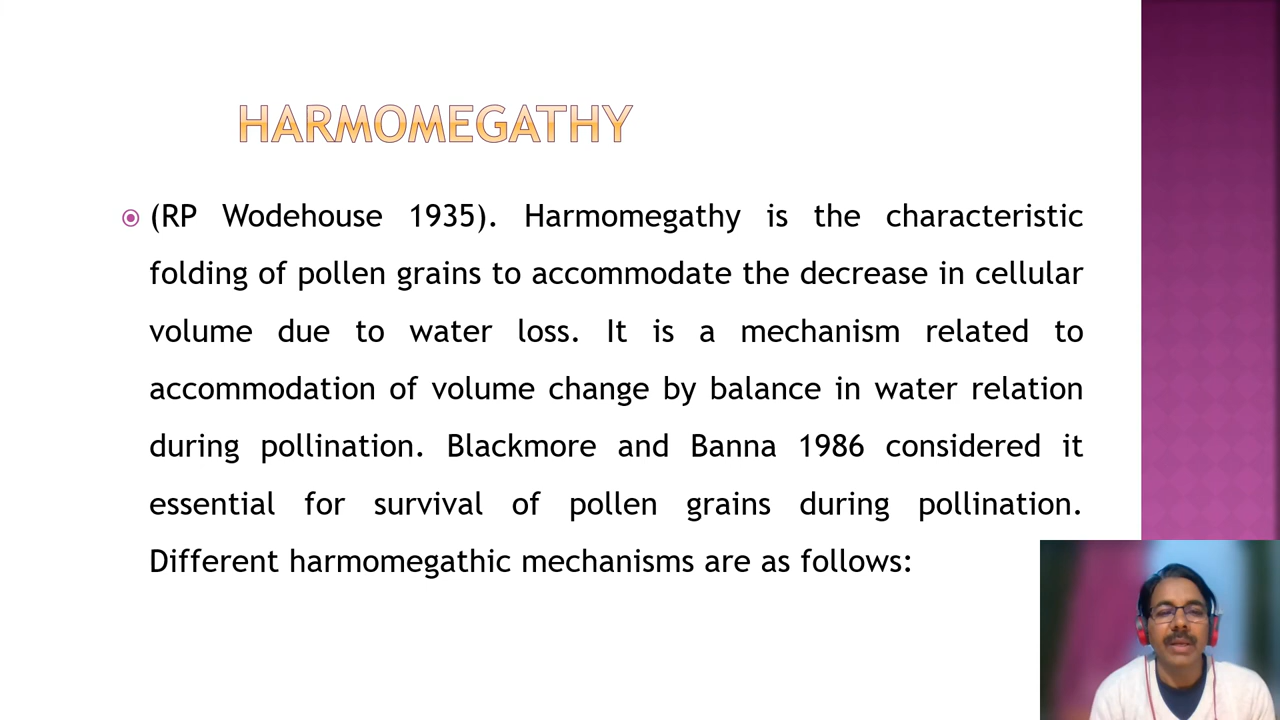 HARMOMEGATHY
(RP Wodehouse 1935). Harmomegathy is the characteristic
folding of pollen grains to accommodate the decrease in cellular
volume due to water loss. It is a mechanism related to
accommodation of volume change by balance in water relation
during pollination. Blackmore and Banna 1986 considered it
essential for survival of pollen grains during pollination.
Different harmomegathic mechanisms are as follows: